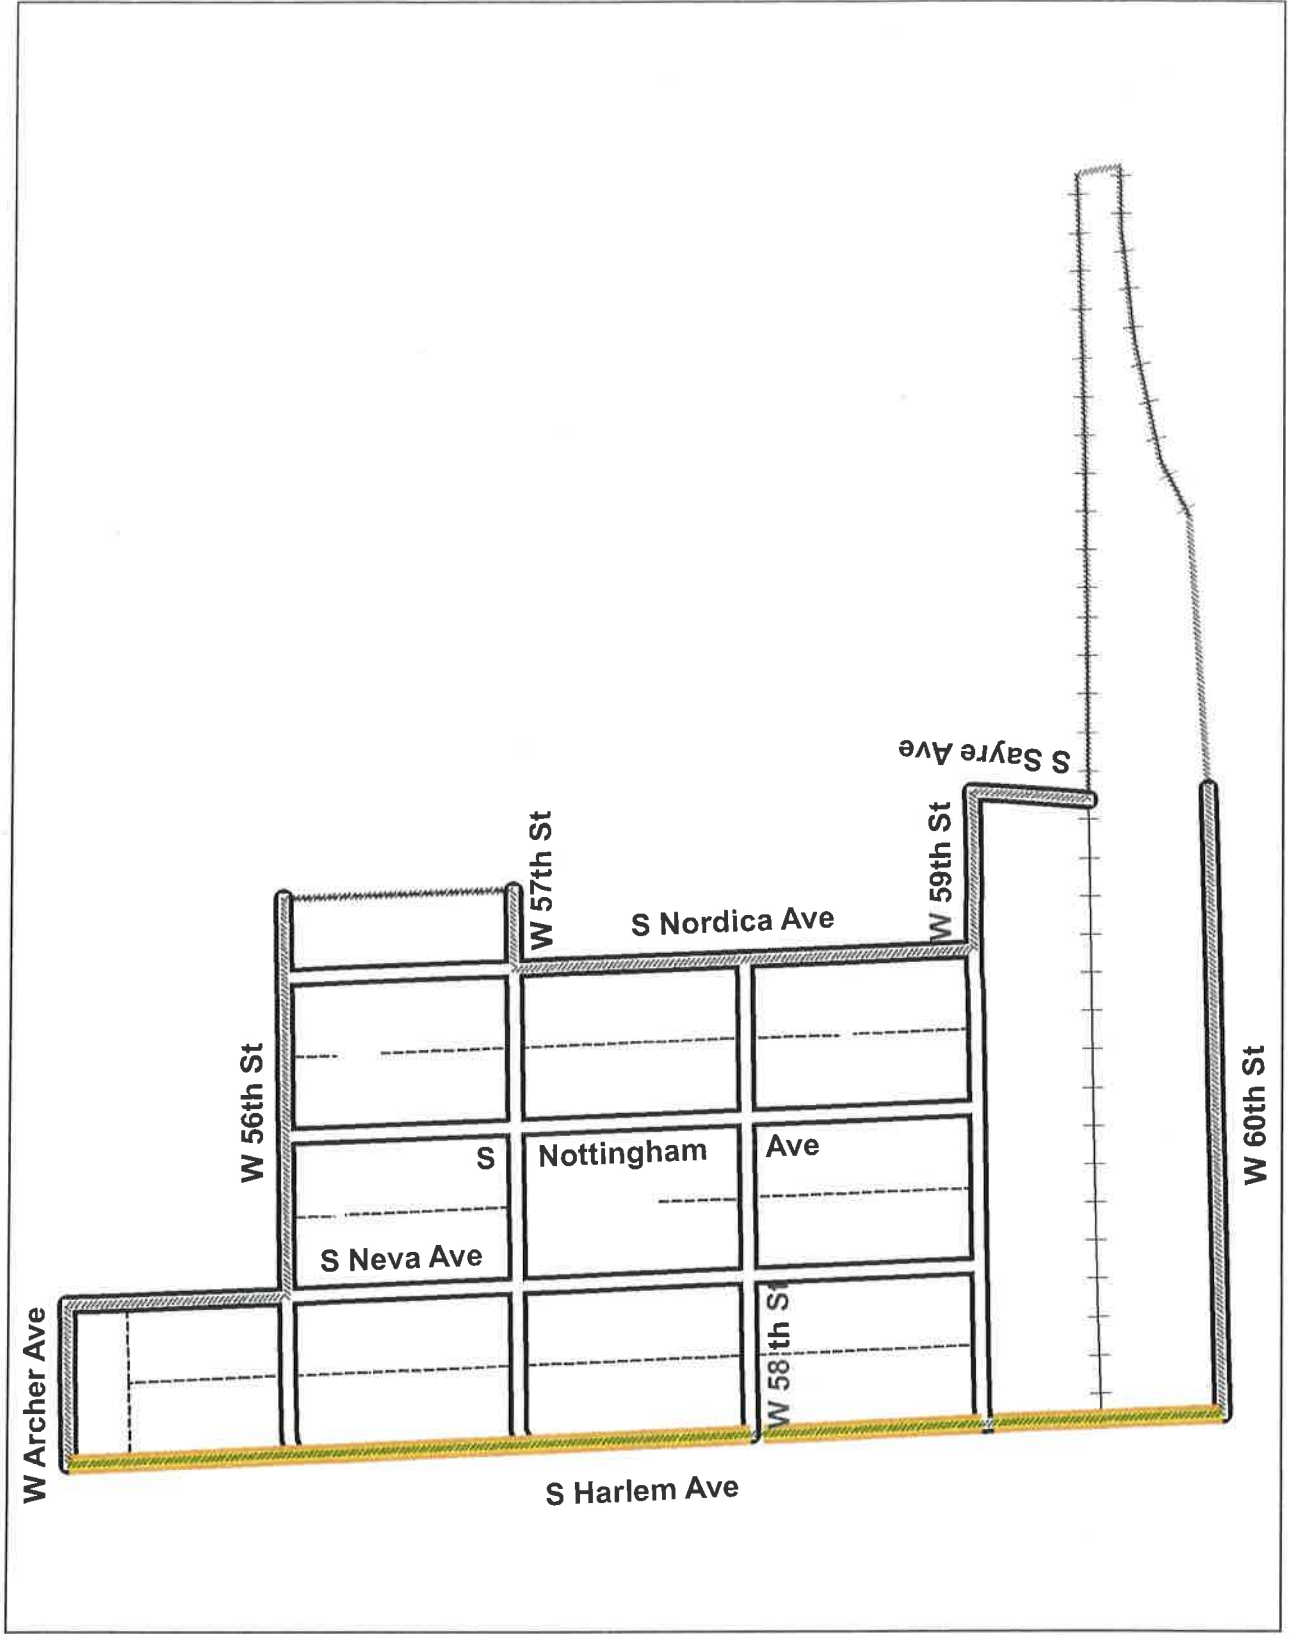 S Sayre Ave
W 59th St
W 57th St
S Nordica Ave
W 56th St
W 60th St
S Nottingham Ave
S Neva Ave
W 58th St
W Archer Ave
S Harlem Ave